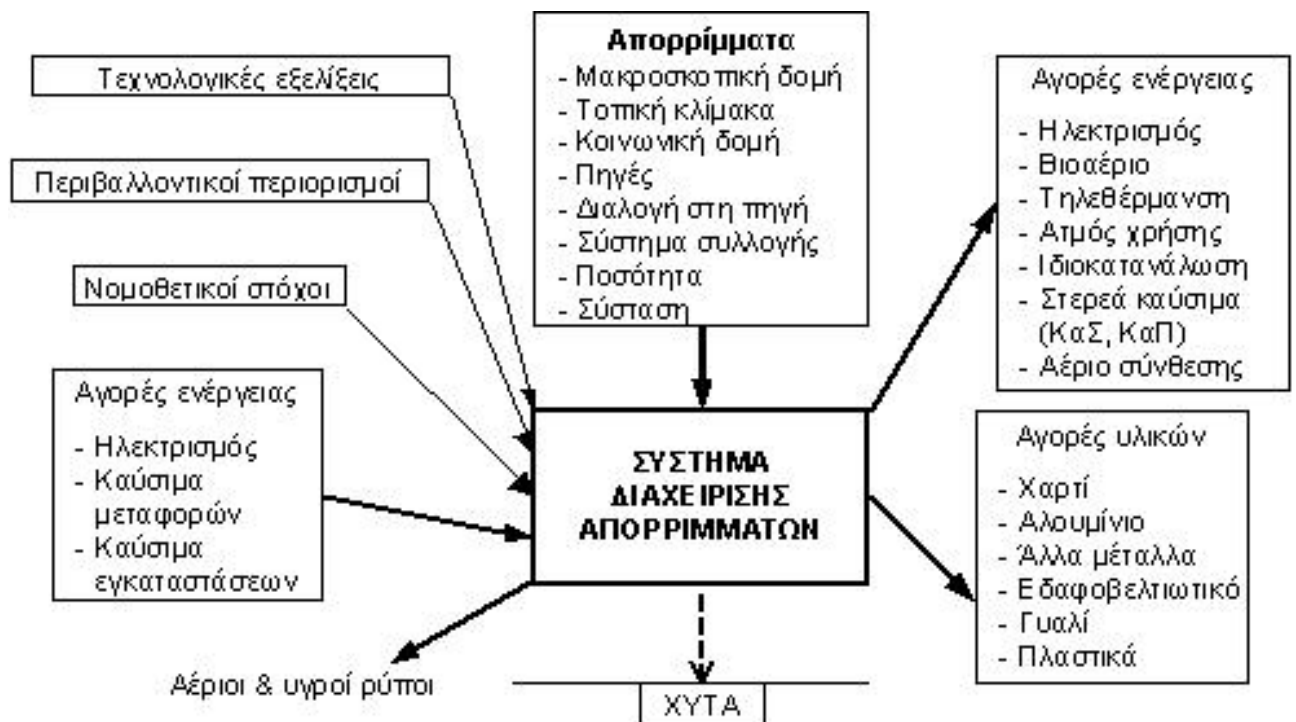 Απορρίμματα
- Μακροσκοπική δομή
- Τοπική κλίμακα
- Κοινωνική δομή
- Πηγές
- Διαλογή στη πηγή
- Σύστημα συλλογής
- Ποσότητα
- Σύσταση
Τεχνολογικές εξελίξεις
Περιβαλλοντικοί περιορισμοί
Νομοθετικοί στόχοι
Αγορές ενέργειας
- Ηλεκτρισμός
- Καύσιμα
μεταφορών
- Καύσιμα
εγκαταστάσεων
ΣΥΣΤΗΜΑ
ΔΙΑΧΕΙΡΙΣΗΣ
ΑΠΟΡΡΙΜΜΑΤΩΝ
Αγορές ενέργειας
- Ηλεκτρισμός
- Βιοαέριο
- Τηλεθέρμανση
- Ατμός χρήσης
- Ιδιοκατανάλωση
- Στερεά καύσιμα
(ΚαΣ, ΚαΠ)
- Αέριο σύνθεσης
Αγορές υλικών
- Χαρτί
- Αλουμίνιο
- Άλλα μέταλλα
- Εδαφοβελτιωτικό
- Γυαλί
- Πλαστικά
Αέριοι & υγροί ρύποι
ΧΥΤΑ